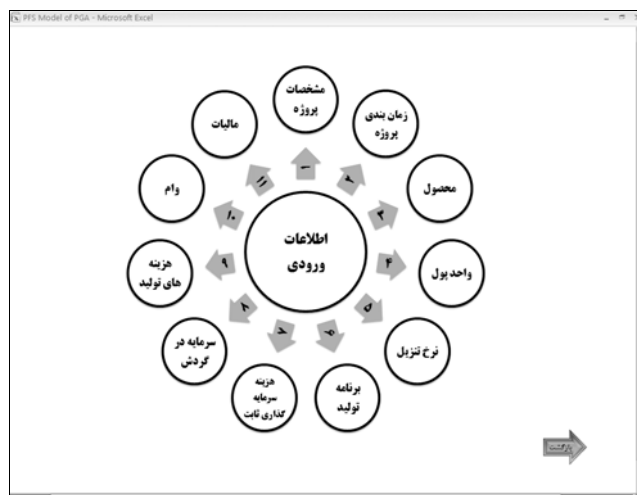 PFS Model of PGA - Microsoft Excel
اطلاعات
ورودی
۱
مشخصات
پروژه
۲
زمان بندی
پروژه
۳
محصول
۴
واحد پول
۵
نرخ تنزیل
۶
برنامه
تولید
۷
هزینه
سرمایه
گذاری ثابت
۸
سرمایه در
گردش
۹
هزینه
های تولید
۱۰
وام
۱۱
مالیات
بازگشت